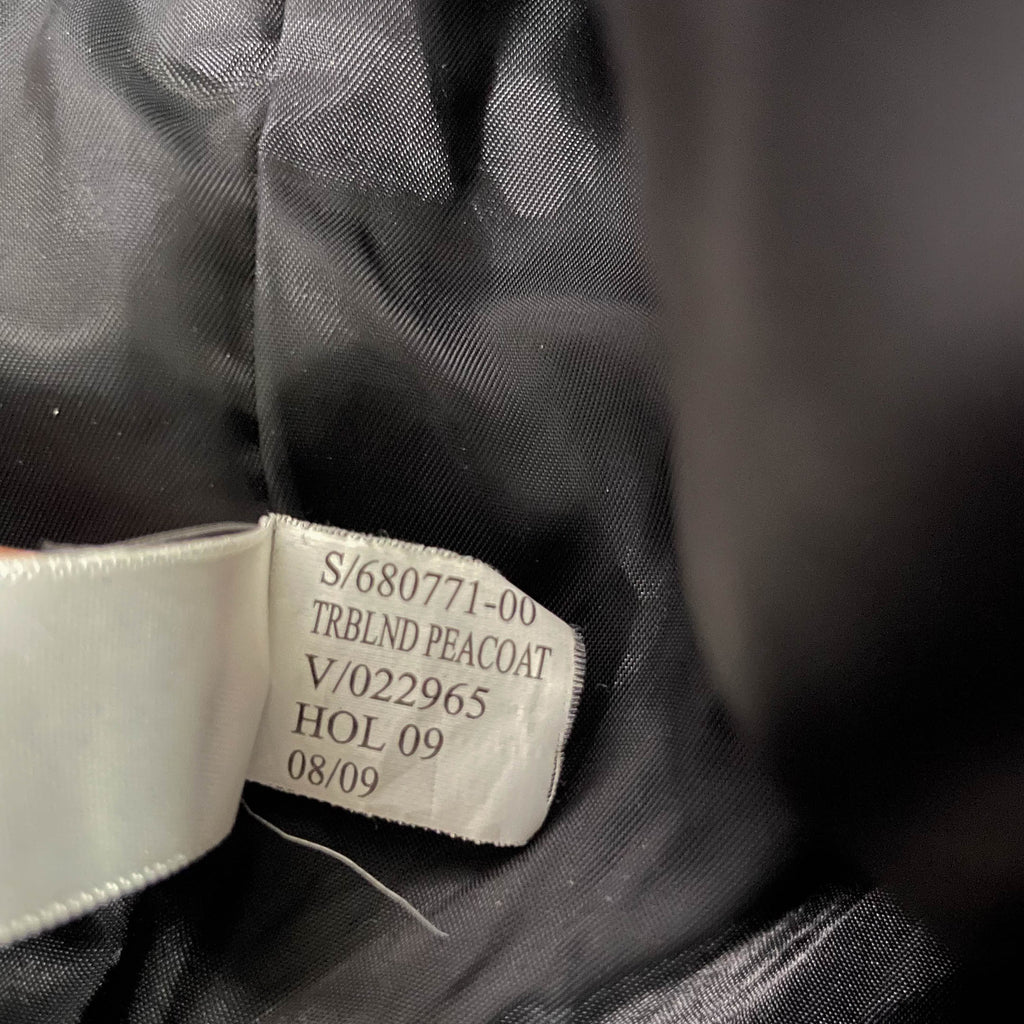 S/680771-00
TRBLND PEACOAT
V/022965
HOL 09
08/09